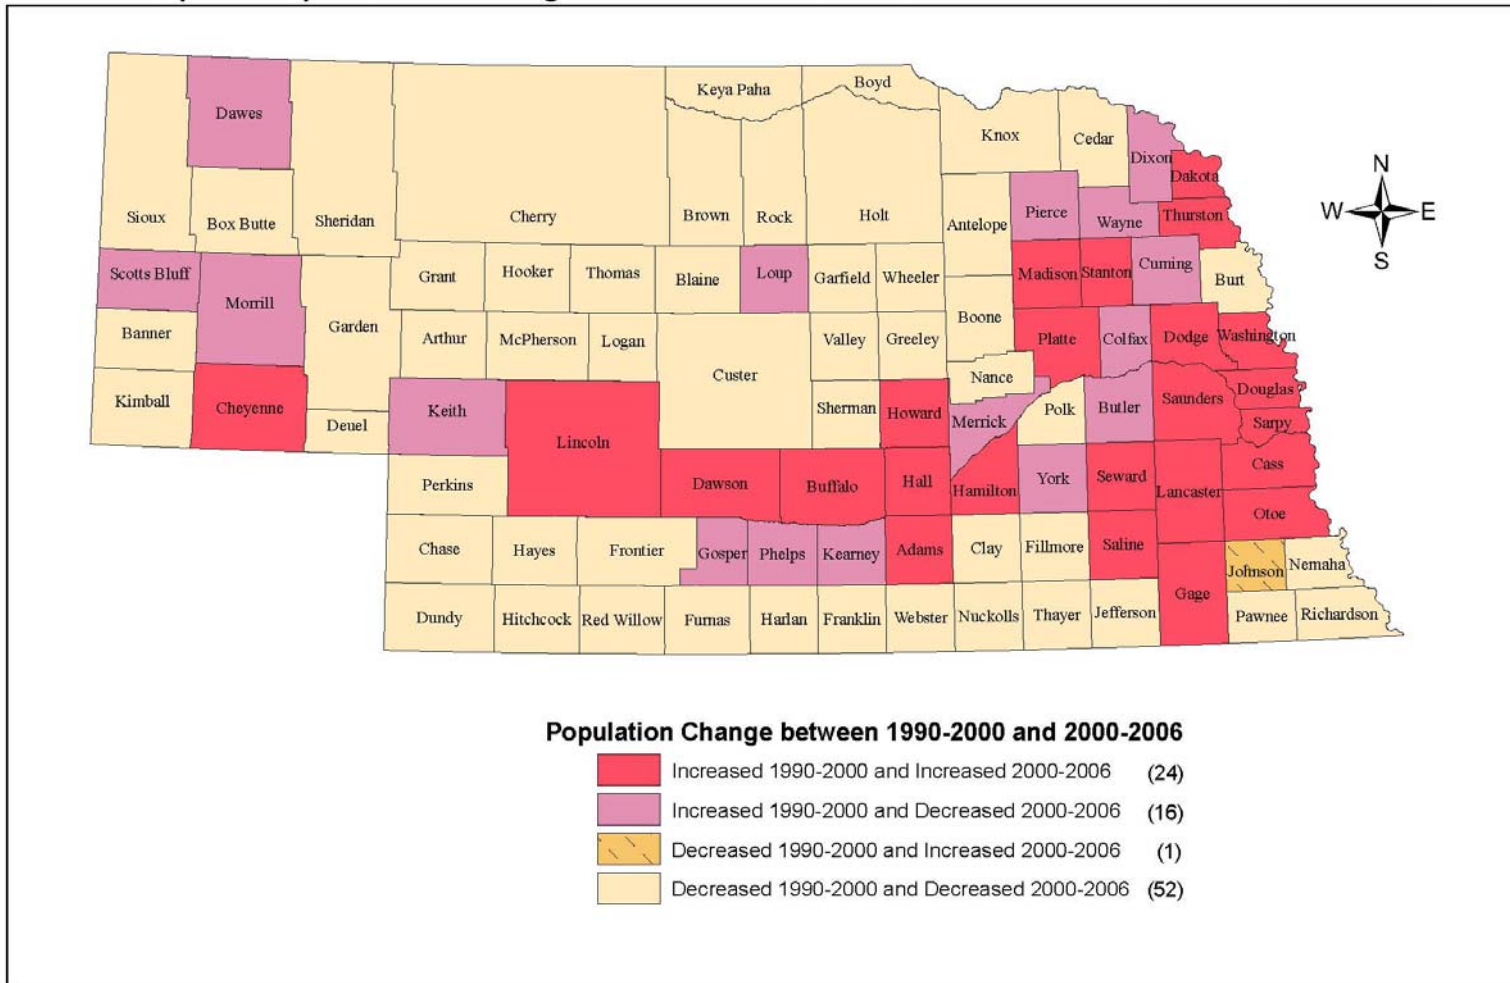 Keya Paha
Boyd
Dawes
Knox
Cedar
Dixon
Dakota
Sioux
Box Butte
Sheridan
Cherry
Brown
Rock
Holt
Antelope
Pierce
Wayne
Thurston
N
W E
S
Scotts Bluff
Morrill
Grant
Hooker
Thomas
Blaine
Loup
Garfield
Wheeler
Madison
Stanton
Cuming
Burt
Banner
Garden
Arthur
McPherson
Logan
Custer
Valley
Greeley
Boone
Platte
Colfax
Dodge
Washington
Kimball
Cheyenne
Deuel
Keith
Lincoln
Sherman
Howard
Nance
Merrick
Polk
Butler
Saunders
Douglas
Sarpy
Perkins
Dawson
Buffalo
Hall
Hamilton
York
Seward
Lancaster
Cass
Otoe
Chase
Hayes
Frontier
Gosper
Phelps
Kearney
Adams
Clay
Fillmore
Saline
Gage
Johnson
Nemaha
Dundy
Hitchcock
Red Willow
Furnas
Harlan
Franklin
Webster
Nuckolls
Thayer
Jefferson
Pawnee
Richardson
Population Change between 1990-2000 and 2000-2006
Increased 1990-2000 and Increased 2000-2006 (24)
Increased 1990-2000 and Decreased 2000-2006 (16)
Decreased 1990-2000 and Increased 2000-2006 (1)
Decreased 1990-2000 and Decreased 2000-2006 (52)